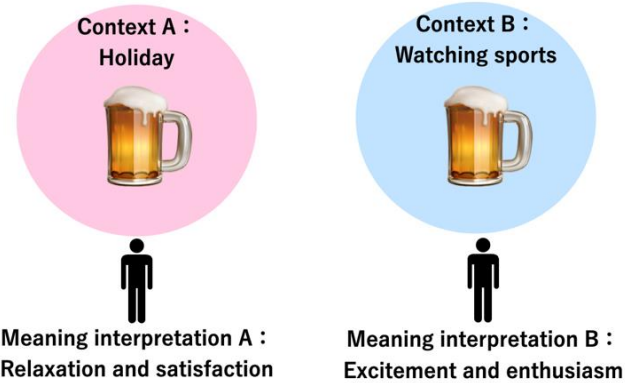 Context A：
Holiday
Context B：
Watching sports
Meaning interpretation A：
Relaxation and satisfaction
Meaning interpretation B：
Excitement and enthusiasm